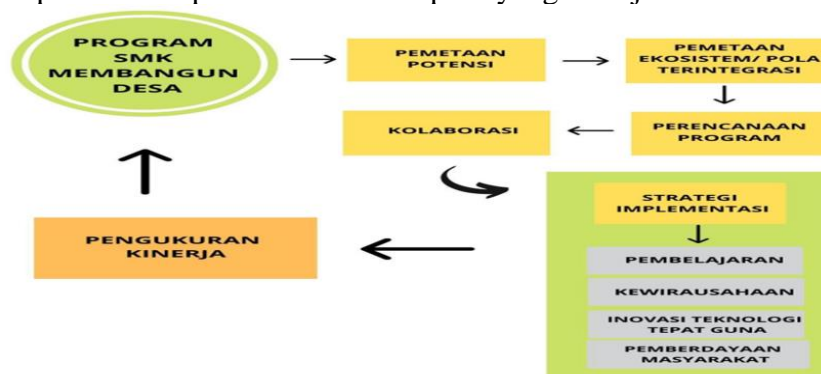 PROGRAM
SMK
MEMBANGUN
DESA
PEMETAAN
POTENSI
PEMETAAN
EKOSISTEM/ POLA
TERINTEGRASI
KOLABORASI
PERENCANAAN
PROGRAM
STRATEGI
IMPLEMENTASI
PENGUKURAN
KINERJA
PEMBELAJARAN
KEWIRAUSAHAAN
INOVASI TEKNOLOGI
TEPAT GUNA
PEMBERDAYAAN
MASYARAKAT